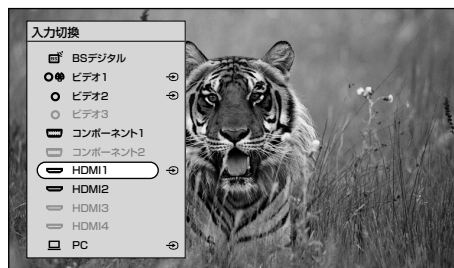 入力切換
BSデジタル
ビデオ1
ビデオ2
ビデオ3
コンポーネント1
コンポーネント2
HDMI1
HDMI2
HDMI3
HDMI4
PC